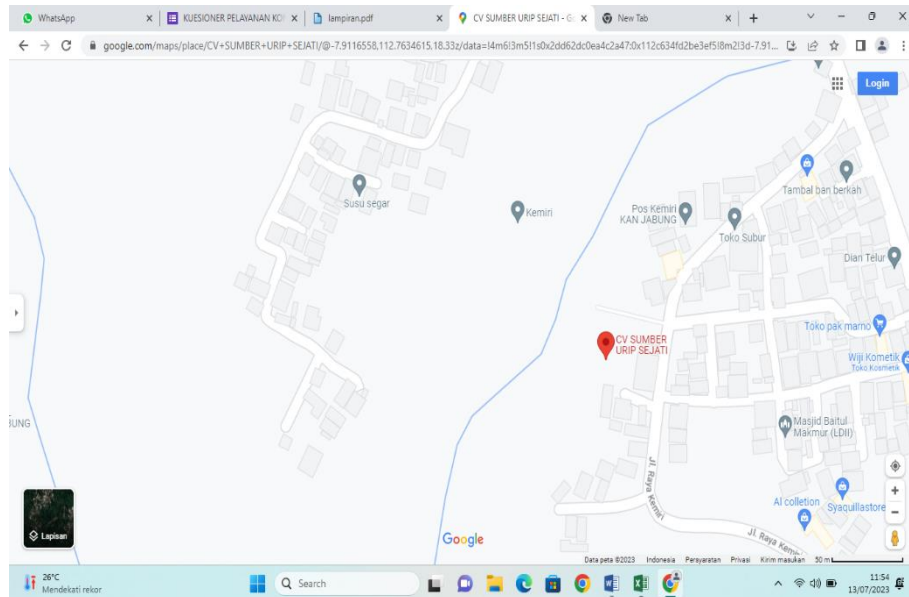 WhatsApp
KUESIONER PELAYANAN KO
lampiran.pdf
CV SUMBER URIP SEJATI - G
New Tab
google.com/maps/place/CV+SUMBER+URIP+SEJATI/@-7.9116558,112.7634615,18.33z/data=!4m6!3m5!1s0x2dd62dc0ea4c2a47:0x112c634fd2be3ef5!8m2!3d-7.91...
Login
Susu segar
Kemiri
Pos Kemiri
KAN JABUNG
Toko Subur
Tambal ban berkah
Dian Telur
Toko pak marno
Wiji Kometik
Toko Kosmetik
CV SUMBER
URIP SEJATI
Masjid Baitul
Makmur (LDII)
UNG
Jl. Raya Kemiri
Al colletion
Syaquillastore
Jl. Raya Kemiri
Lapisan
Google
Data peta ©2023 Indonesia Persyaratan Privasi Kirim masukan 50 m
26°C
Mendekati rekor
Search
11:54
13/07/2023